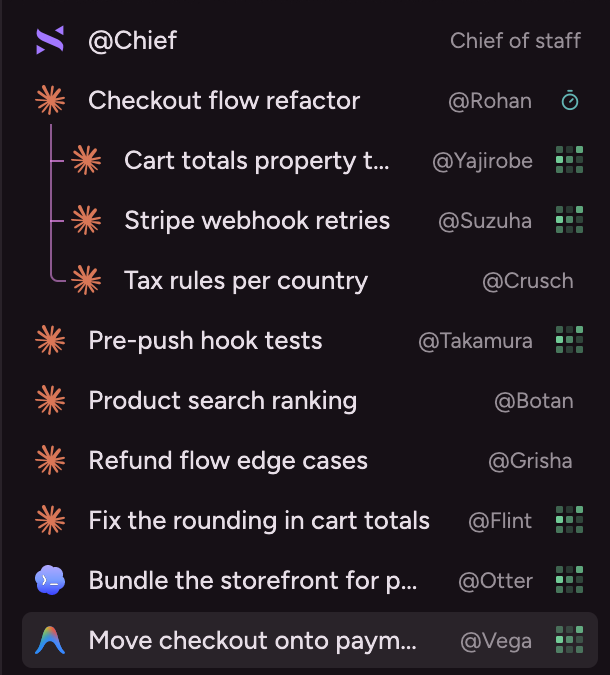 @Chief Chief of staff
Checkout flow refactor @Rohan
Cart totals property t... @Yajirobe
Stripe webhook retries @Suzuha
Tax rules per country @Crusch
Pre-push hook tests @Takamura
Product search ranking @Botan
Refund flow edge cases @Grisha
Fix the rounding in cart totals @Flint
Bundle the storefront for p... @Otter
Move checkout onto paym... @Vega